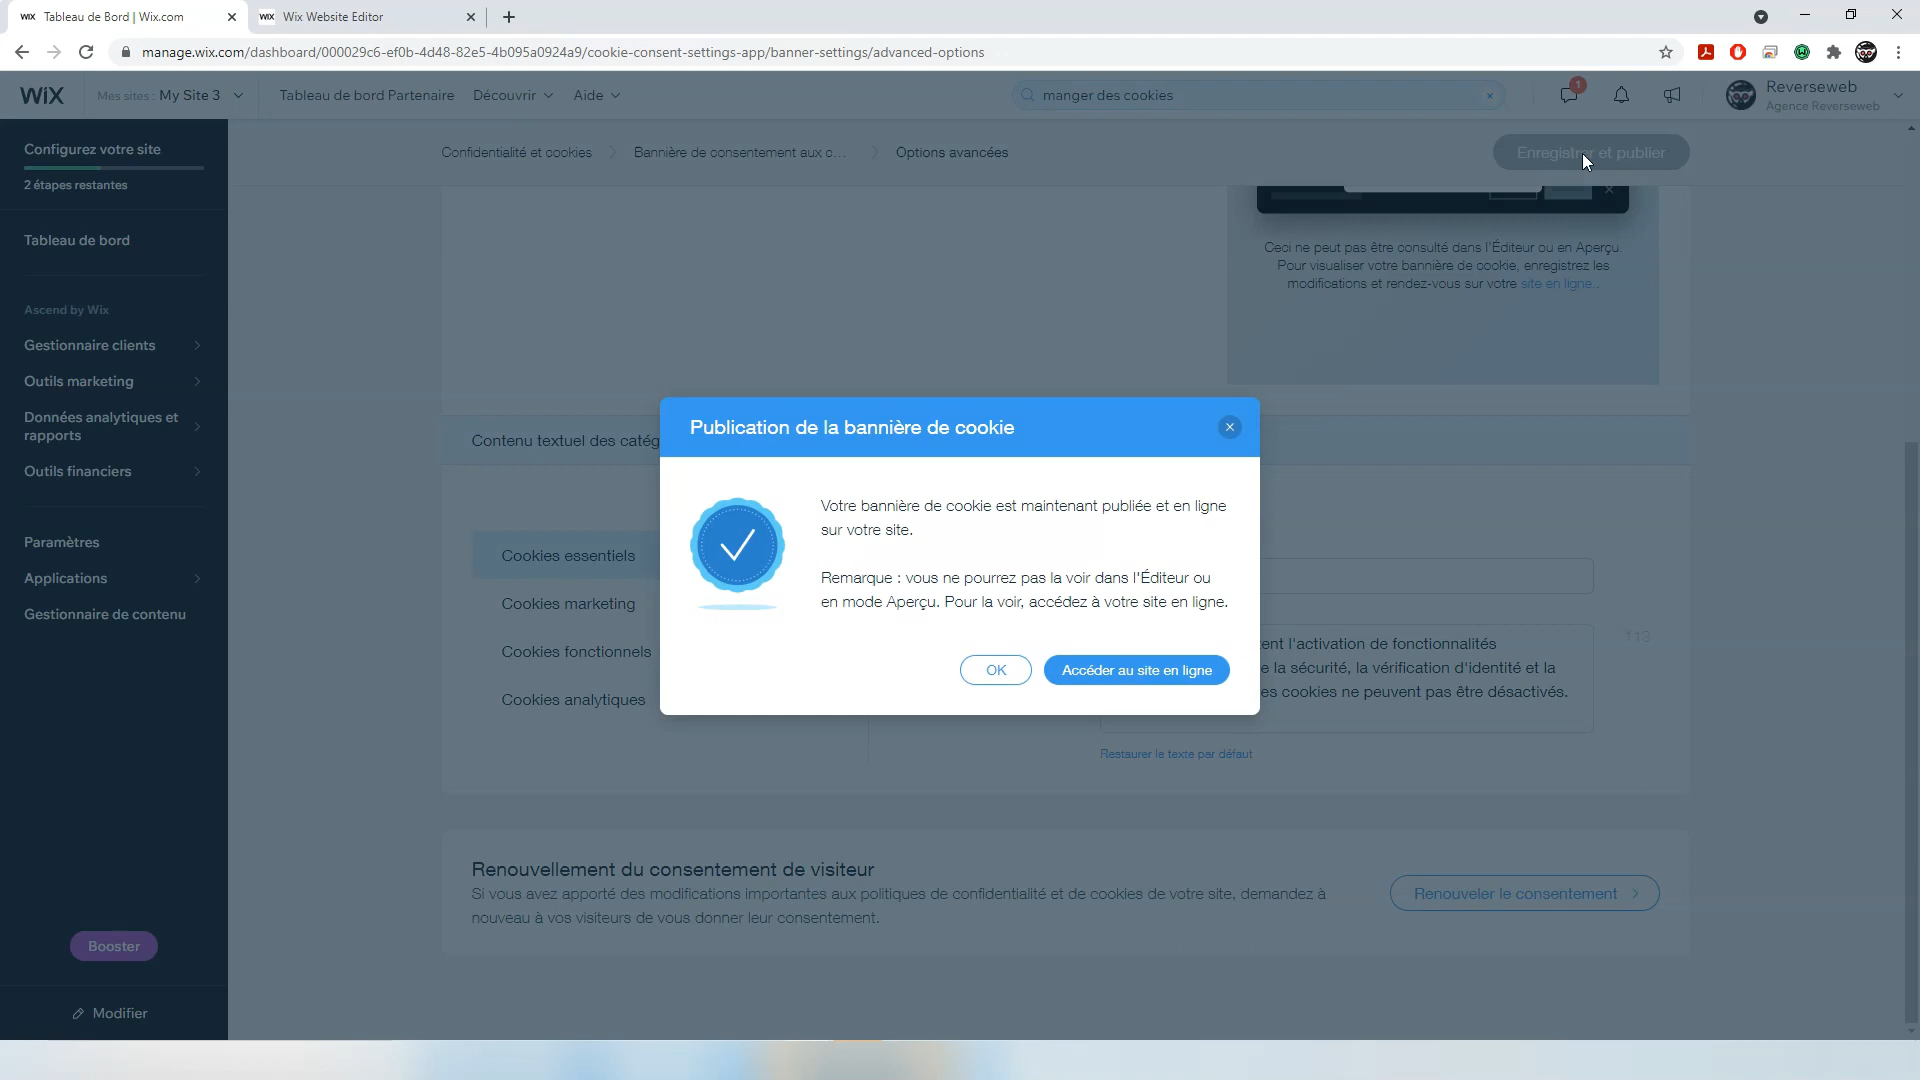 Tableau de Bord | Wix.com
Wix Website Editor
manage.wix.com/dashboard/000029c6-ef0b-4d48-82e5-4b095a0924a9/cookie-consent-settings-app/banner-settings/advanced-options
WiX
Mes sites : My Site 3
Tableau de bord Partenaire
Découvrir
Aide
manger des cookies
1
Reverseweb
Agence Reverseweb
Configurez votre site
2 étapes restantes
Tableau de bord
Ascend by Wix
Gestionnaire clients
Outils marketing
Données analytiques et
rapports
Outils financiers
Paramètres
Applications
Gestionnaire de contenu
Booster
Modifier
Confidentialité et cookies
Bannière de consentement aux c...
Options avancées
Enregistrer et publier
Ceci ne peut pas être consulté dans l'Éditeur ou en Aperçu.
Pour visualiser votre bannière de cookie, enregistrez les
modifications et rendez-vous sur votre site en ligne..
Contenu textuel des catég
Cookies essentiels
Cookies marketing
Cookies fonctionnels
Cookies analytiques
Publication de la bannière de cookie
Votre bannière de cookie est maintenant publiée et en ligne
sur votre site.
Remarque : vous ne pourrez pas la voir dans l'Éditeur ou
en mode Aperçu. Pour la voir, accédez à votre site en ligne.
OK
Accéder au site en ligne
ent l'activation de fonctionnalités
e la sécurité, la vérification d'identité et la
es cookies ne peuvent pas être désactivés.
113
Restaurer le texte par défaut
Renouvellement du consentement de visiteur
Si vous avez apporté des modifications importantes aux politiques de confidentialité et de cookies de votre site, demandez à
nouveau à vos visiteurs de vous donner leur consentement.
Renouveler le consentement